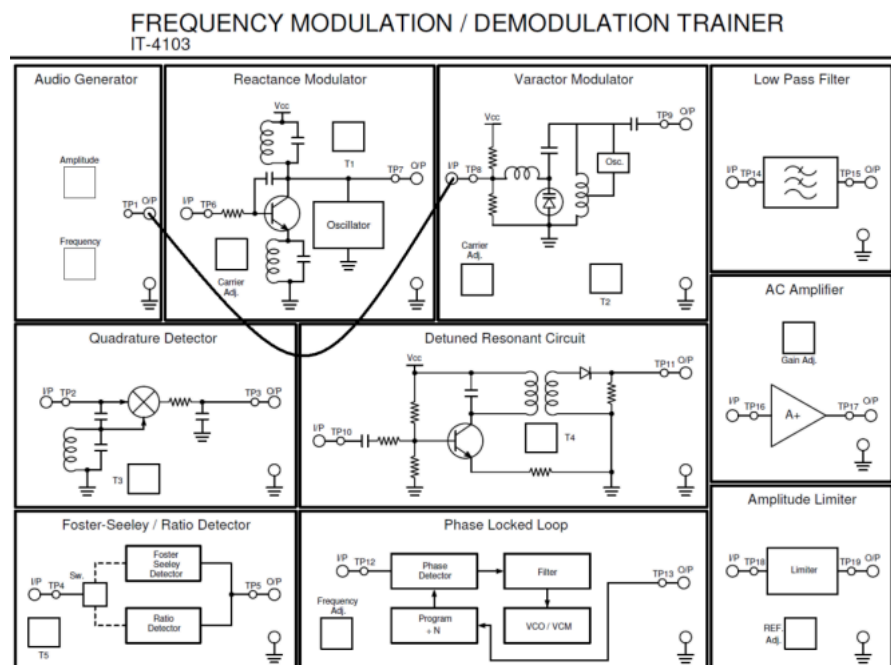 FREQUENCY MODULATION / DEMODULATION TRAINER
IT-4103
Audio Generator
Amplitude
TP1 O/P
Frequency
Reactance Modulator
Vcc
T1
TP7 O/P
I/P TP6
Oscillator
Carrier
Adj.
Varactor Modulator
Vcc
TP9 O/P
I/P TP8
Osc.
Carrier
Adj.
T2
Low Pass Filter
I/P TP14
TP15 O/P
AC Amplifier
Gain Adj.
I/P TP16
A+
TP17 O/P
Quadrature Detector
I/P TP2
TP3 O/P
T3
Detuned Resonant Circuit
Vcc
TP11 O/P
I/P TP10
T4
Amplitude Limiter
I/P TP18
Limiter
TP19 O/P
REF.
Adj.
Foster-Seeley / Ratio Detector
Foster
Seeley
Detector
I/P TP4
Sw.
TP5 O/P
Ratio
Detector
T5
Phase Locked Loop
I/P TP12
Phase
Detector
Filter
TP13 O/P
Frequency
Adj.
Program
÷ N
VCO / VCM